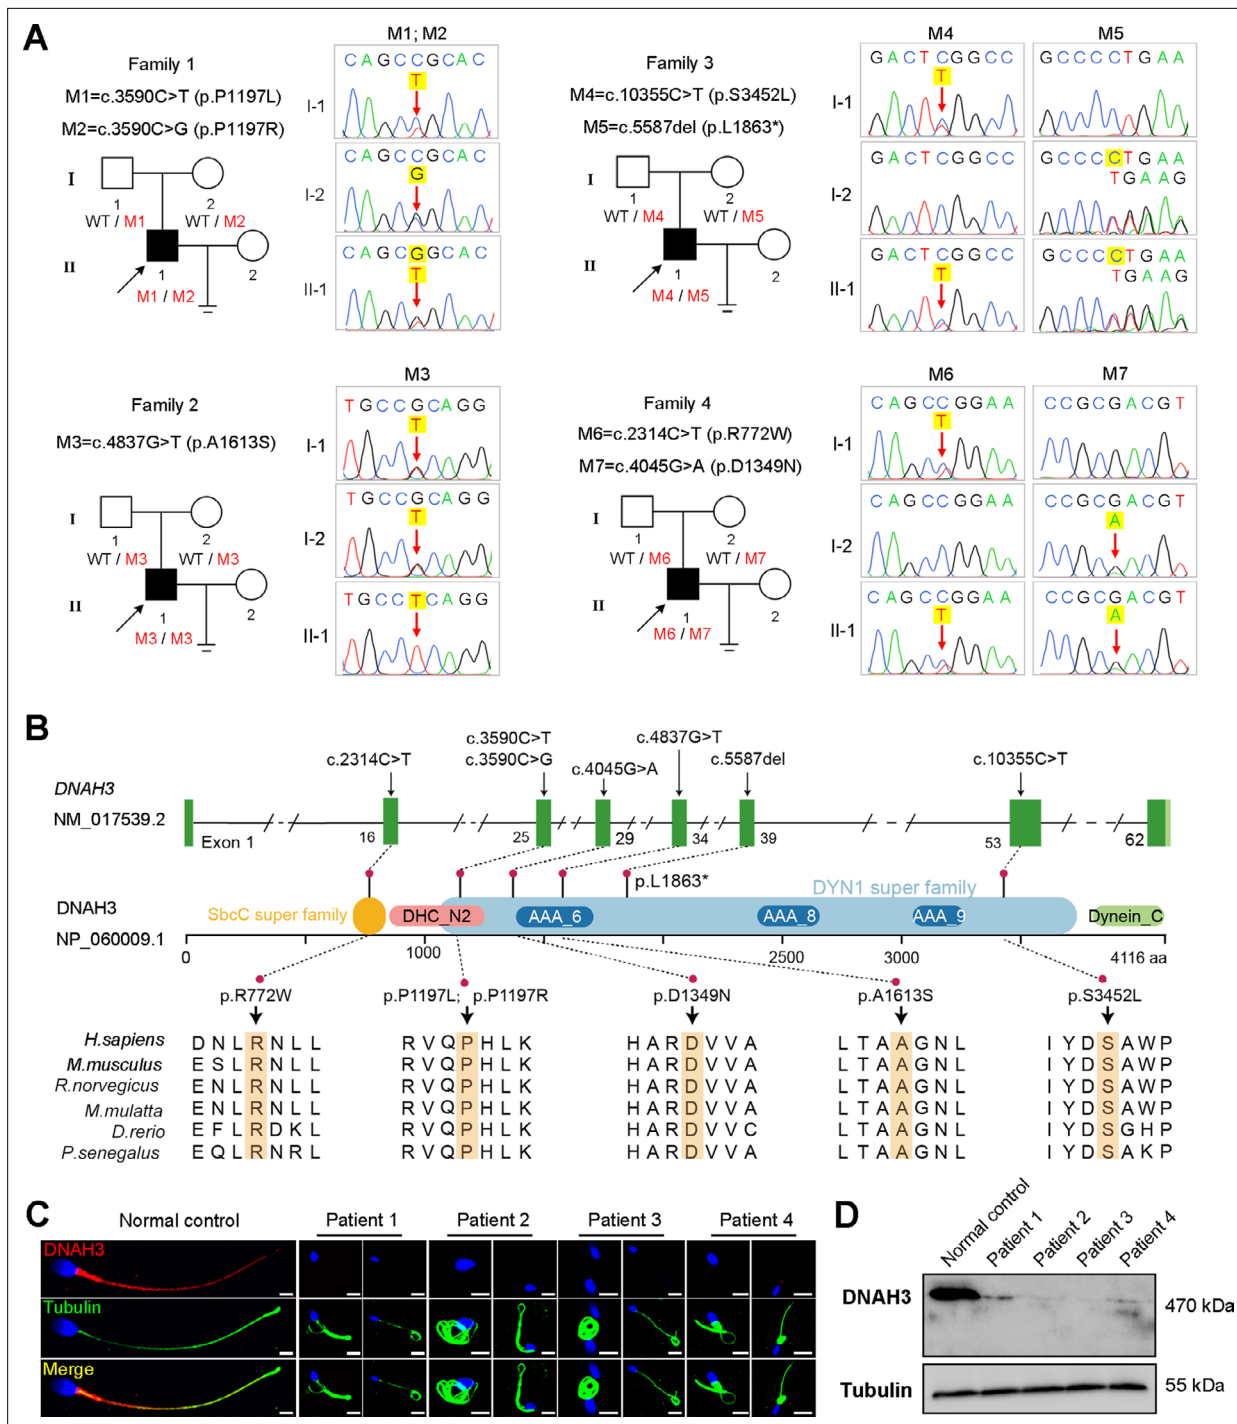 A
Family 1
M1=c.3590C>T (p.P1197L)
M2=c.3590C>G (p.P1197R)
I
1
2
WT / M1
WT / M2
II
1
2
M1 / M2
M1; M2
I-1
CAGCCGCAC
T
I-2
CAGCCGCAC
G
II-1
CAGCGGCAC
T
Family 3
M4=c.10355C>T (p.S3452L)
M5=c.5587del (p.L1863*)
I
1
2
WT / M4
WT / M5
II
1
2
M4 / M5
M4
M5
I-1
GACTCGGCC
T
GCCCCTGAA
I-2
GACTCGGCC
GCCCCTGAA
TGAAG
II-1
GACTCGGCC
T
GCCCCTGAA
TGAAG
Family 2
M3=c.4837G>T (p.A1613S)
I
1
2
WT / M3
WT / M3
II
1
2
M3 / M3
M3
I-1
TGCCGCAGG
T
I-2
TGCCGCAGG
T
II-1
TGCCTCAGG
Family 4
M6=c.2314C>T (p.R772W)
M7=c.4045G>A (p.D1349N)
I
1
2
WT / M6
WT / M7
II
1
2
M6 / M7
M6
M7
I-1
CAGCCGGAA
T
CCGCGACGT
I-2
CAGCCGGAA
CCGCGACGT
A
II-1
CAGCCGGAA
T
CCGCGACGT
A
B
c.2314C>T
c.3590C>T
c.3590C>G
c.4045G>A
c.4837G>T
c.5587del
c.10355C>T
DNAH3
NM_017539.2
Exon 1
16
25
29
34
39
53
62
p.L1863*
DYN1 super family
DNAH3
NP_060009.1
SbcC super family
DHC_N2
AAA_6
AAA_8
AAA_9
Dynein_C
0
1000
2500
3000
4116 aa
p.R772W
p.P1197L; p.P1197R
p.D1349N
p.A1613S
p.S3452L
H.sapiens DNLRNLL RVQPHLK HARDVVA LTAAGNL IYDSAWP
M.musculus ESLRNLL RVQPHLK HARDVVA LTAAGNL IYDSAWP
R.norvegicus ENLRNLL RVQPHLK HARDVVA LTAAGNL IYDSAWP
M.mulatta ENLRNLL RVQPHLK HARDVVA LTAAGNL IYDSAWP
D.rerio EFLRDKL RVQPHLK HARDVVC LTAAGNL IYDSGHP
P.senegalus EQLRNRL RVQPHLK HARDVVA LTAAGNL IYDSAKP
C
Normal control
Patient 1
Patient 2
Patient 3
Patient 4
DNAH3
Tubulin
Merge
D
Normal control
Patient 1
Patient 2
Patient 3
Patient 4
DNAH3
470 kDa
Tubulin
55 kDa